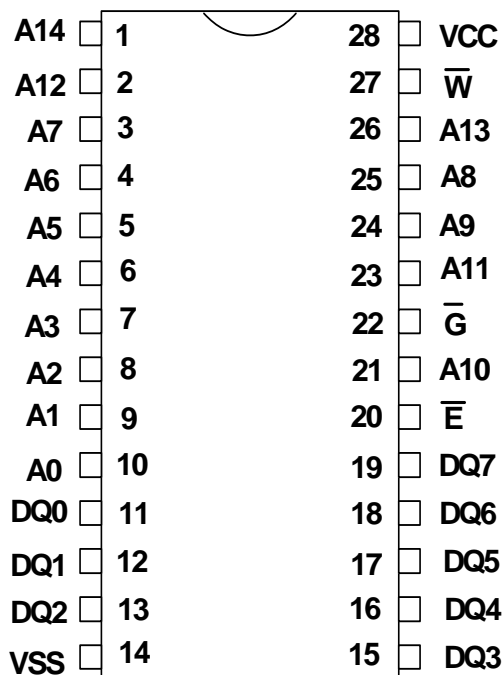 A14 1 28 VCC
A12 2 27 W̅
A7 3 26 A13
A6 4 25 A8
A5 5 24 A9
A4 6 23 A11
A3 7 22 G̅
A2 8 21 A10
A1 9 20 E̅
A0 10 19 DQ7
DQ0 11 18 DQ6
DQ1 12 17 DQ5
DQ2 13 16 DQ4
VSS 14 15 DQ3